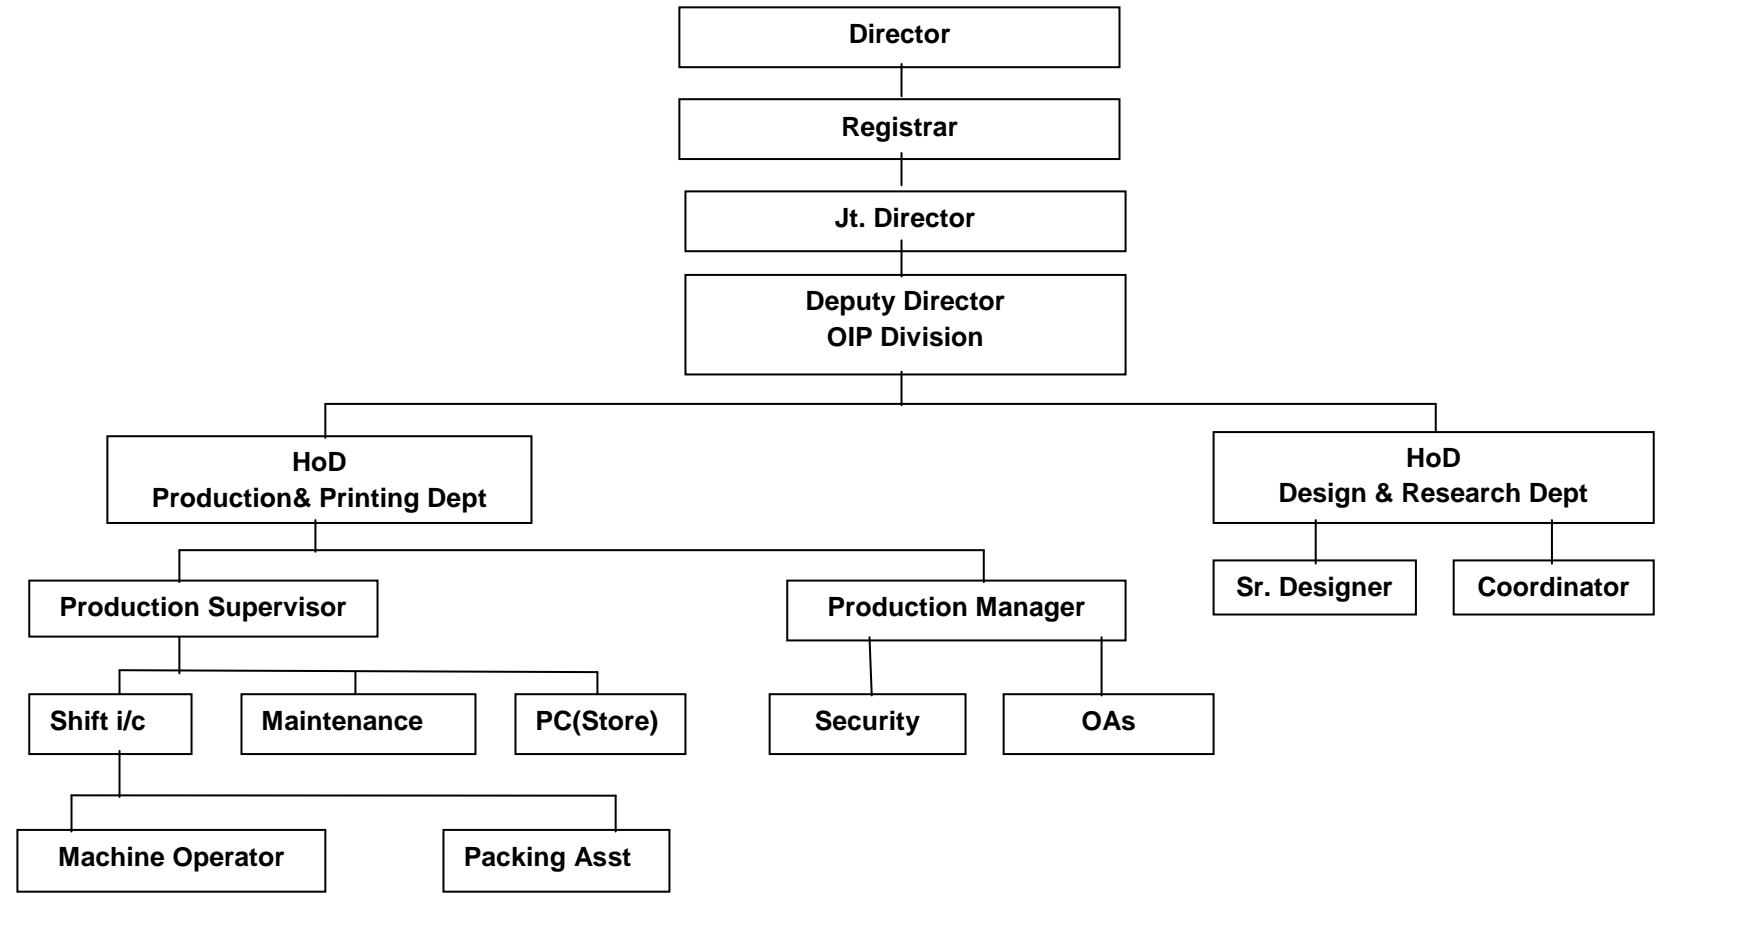 Director
Registrar
Jt. Director
Deputy Director
OIP Division
HoD
Production& Printing Dept
HoD
Design & Research Dept
Production Supervisor
Production Manager
Sr. Designer
Coordinator
Shift i/c
Maintenance
PC(Store)
Security
OAs
Machine Operator
Packing Asst